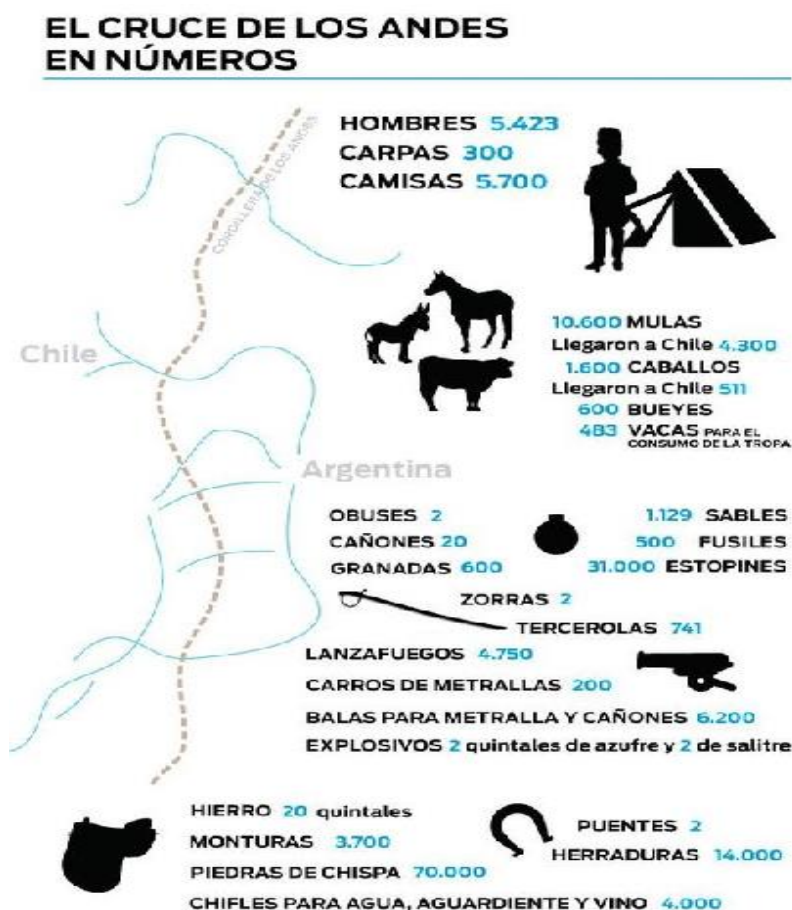 EL CRUCE DE LOS ANDES
EN NÚMEROS
HOMBRES 5.423
CARPAS 300
CAMISAS 5.700
CORDILLERA DE LOS ANDES
10.600 MULAS
Llegaron a Chile 4.300
1.600 CABALLOS
Llegaron a Chile 511
600 BUEYES
483 VACAS PARA EL
CONSUMO DE LA TROPA
Chile
Argentina
OBUSES 2
CAÑONES 20
GRANADAS 600
1.129 SABLES
500 FUSILES
31.000 ESTOPINES
ZORRAS 2
TERCEROLAS 741
LANZAFUEGOS 4.750
CARROS DE METRALLAS 200
BALAS PARA METRALLA Y CAÑONES 6.200
EXPLOSIVOS 2 quintales de azufre y 2 de salitre
HIERRO 20 quintales
MONTURAS 3.700
PIEDRAS DE CHISPA 70.000
CHIFLES PARA AGUA, AGUARDIENTE Y VINO 4.000
PUENTES 2
HERRADURAS 14.000